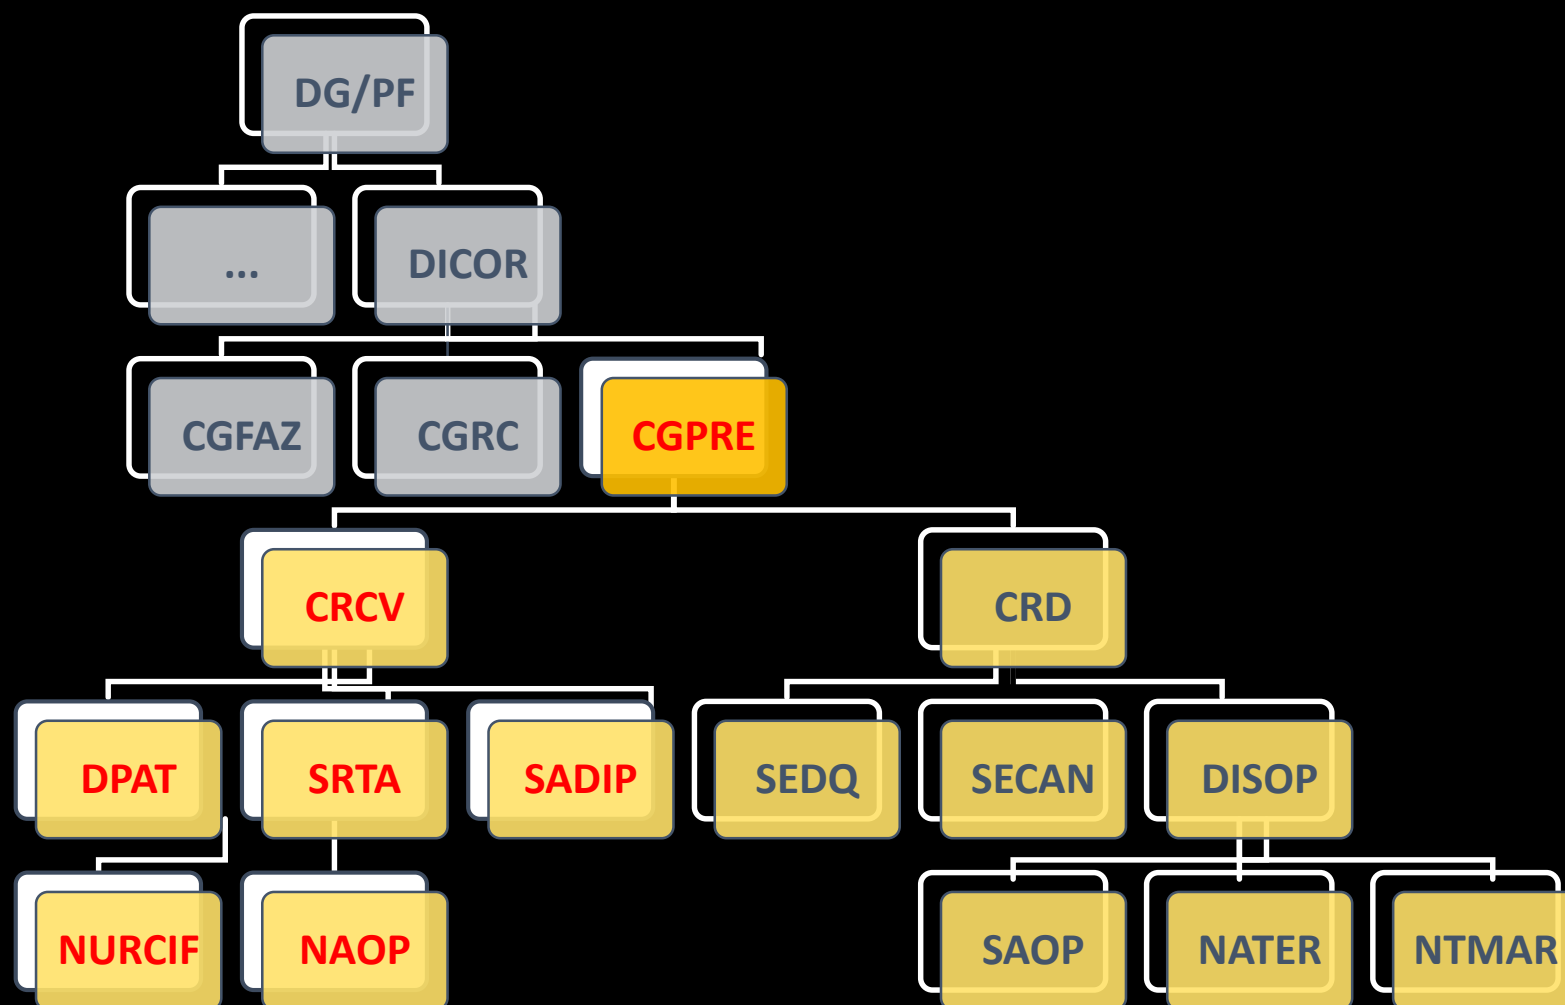 DG/PF
...
DICOR
CGFAZ
CGRC
CGPRE
CRCV
CRD
DPAT
SRTA
SADIP
SEDQ
SECAN
DISOP
NURCIF
NAOP
SAOP
NATER
NTMAR